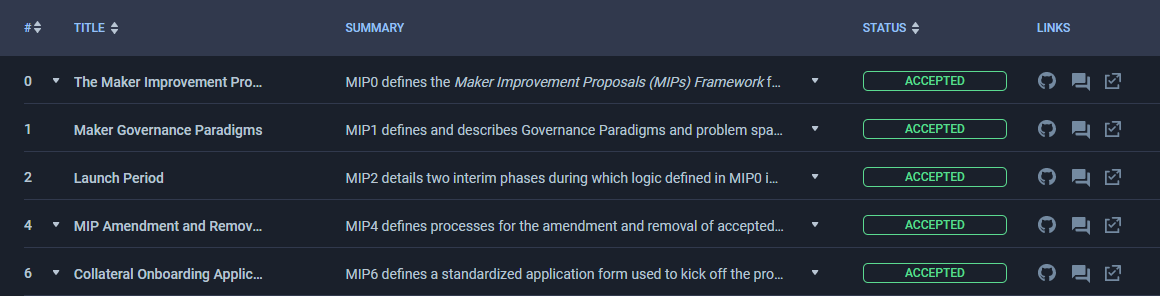 # TITLE SUMMARY STATUS LINKS
0 The Maker Improvement Pro... MIP0 defines the Maker Improvement Proposals (MIPs) Framework f... ACCEPTED
1 Maker Governance Paradigms MIP1 defines and describes Governance Paradigms and problem spa... ACCEPTED
2 Launch Period MIP2 details two interim phases during which logic defined in MIP0 i... ACCEPTED
4 MIP Amendment and Remov... MIP4 defines processes for the amendment and removal of accepted... ACCEPTED
6 Collateral Onboarding Applic... MIP6 defines a standardized application form used to kick off the pro... ACCEPTED